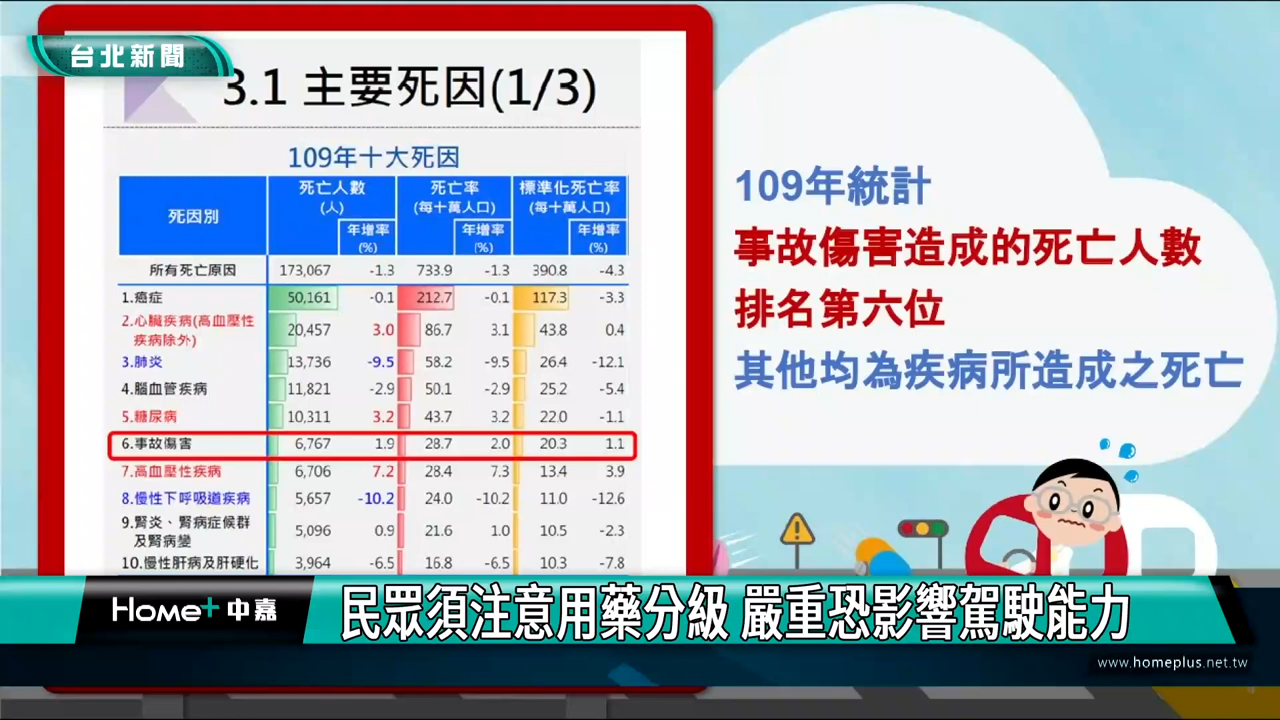 台北新聞
3.1 主要死因(1/3)
109年十大死因
死因別 死亡人數 (人) 年增率 (%) 死亡率 (每十萬人口) 年增率 (%) 標準化死亡率 (每十萬人口) 年增率 (%)
所有死亡原因 173,067 -1.3 733.9 -1.3 390.8 -4.3
1.癌症 50,161 -0.1 212.7 -0.1 117.3 -3.3
2.心臟疾病(高血壓性
疾病除外) 20,457 3.0 86.7 3.1 43.8 0.4
3.肺炎 13,736 -9.5 58.2 -9.5 26.4 -12.1
4.腦血管疾病 11,821 -2.9 50.1 -2.9 25.2 -5.4
5.糖尿病 10,311 3.2 43.7 3.2 22.0 -1.1
6.事故傷害 6,767 1.9 28.7 2.0 20.3 1.1
7.高血壓性疾病 6,706 7.2 28.4 7.3 13.4 3.9
8.慢性下呼吸道疾病 5,657 -10.2 24.0 -10.2 11.0 -12.6
9.腎炎、腎病症候群
及腎病變 5,096 0.9 21.6 1.0 10.5 -2.3
10.慢性肝病及肝硬化 3,964 -6.5 16.8 -6.5 10.3 -7.8
109年統計
事故傷害造成的死亡人數
排名第六位
其他均為疾病所造成之死亡
Home+ 中嘉
民眾須注意用藥分級 嚴重恐影響駕駛能力
www.homeplus.net.tw